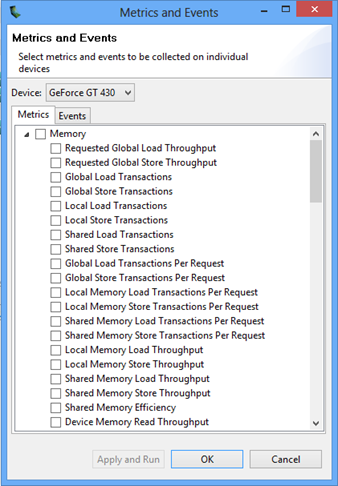 Metrics and Events
Metrics and Events
Select metrics and events to be collected on individual
devices
Device: GeForce GT 430
Metrics Events
Memory
Requested Global Load Throughput
Requested Global Store Throughput
Global Load Transactions
Global Store Transactions
Local Load Transactions
Local Store Transactions
Shared Load Transactions
Shared Store Transactions
Global Load Transactions Per Request
Global Store Transactions Per Request
Local Memory Load Transactions Per Request
Local Memory Store Transactions Per Request
Shared Memory Load Transactions Per Request
Shared Memory Store Transactions Per Request
Local Memory Load Throughput
Local Memory Store Throughput
Shared Memory Load Throughput
Shared Memory Store Throughput
Shared Memory Efficiency
Device Memory Read Throughput
Apply and Run OK Cancel